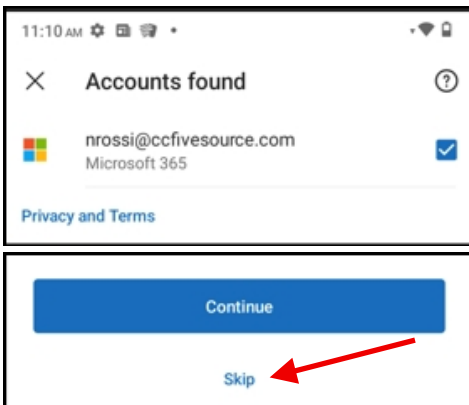 11:10 AM
Accounts found
nrossi@ccfivesource.com
Microsoft 365
Privacy and Terms
Continue
Skip